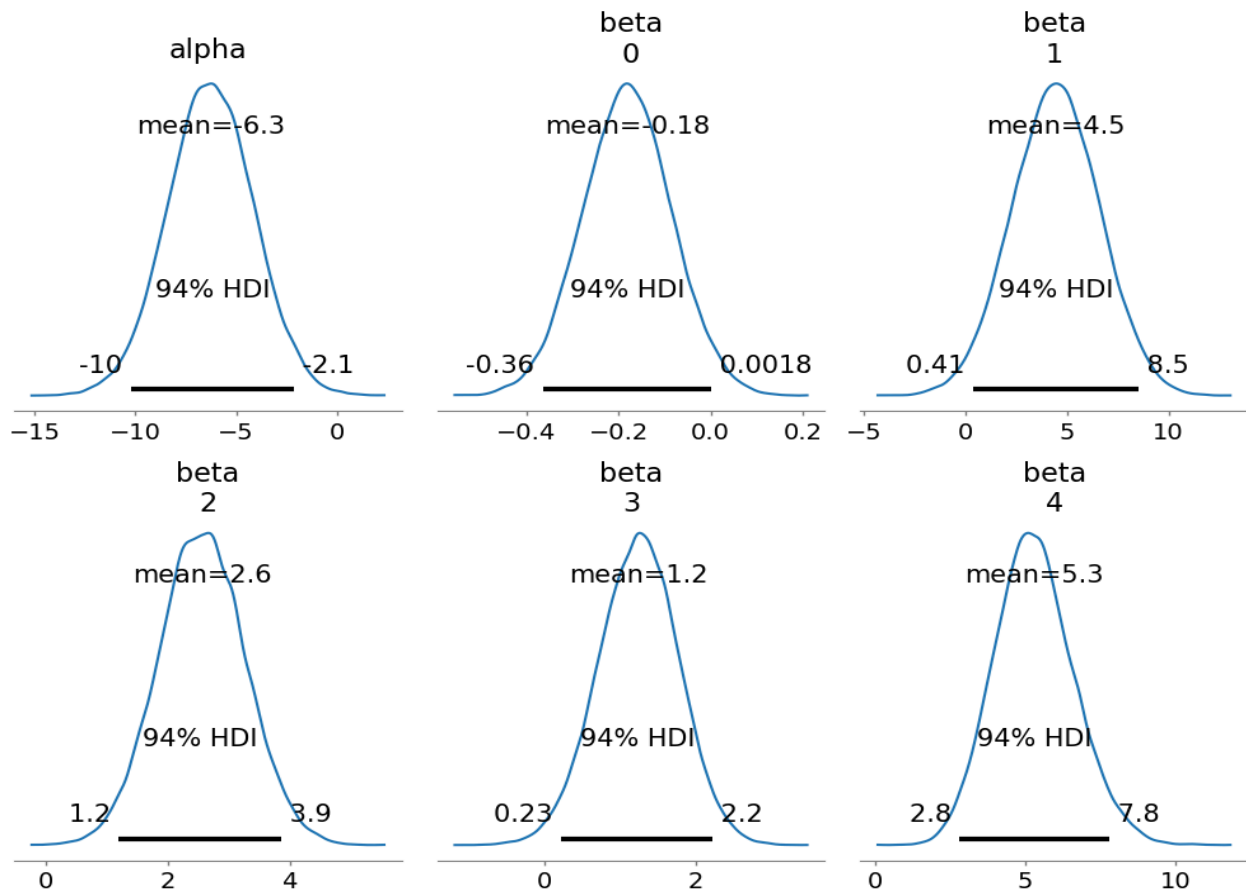 alpha
mean=-6.3
94% HDI
-10 -2.1
−15 −10 −5 0
beta
0
mean=-0.18
94% HDI
-0.36 0.0018
−0.4 −0.2 0.0 0.2
beta
1
mean=4.5
94% HDI
0.41 8.5
−5 0 5 10
beta
2
mean=2.6
94% HDI
1.2 3.9
0 2 4
beta
3
mean=1.2
94% HDI
0.23 2.2
0 2
beta
4
mean=5.3
94% HDI
2.8 7.8
0 5 10